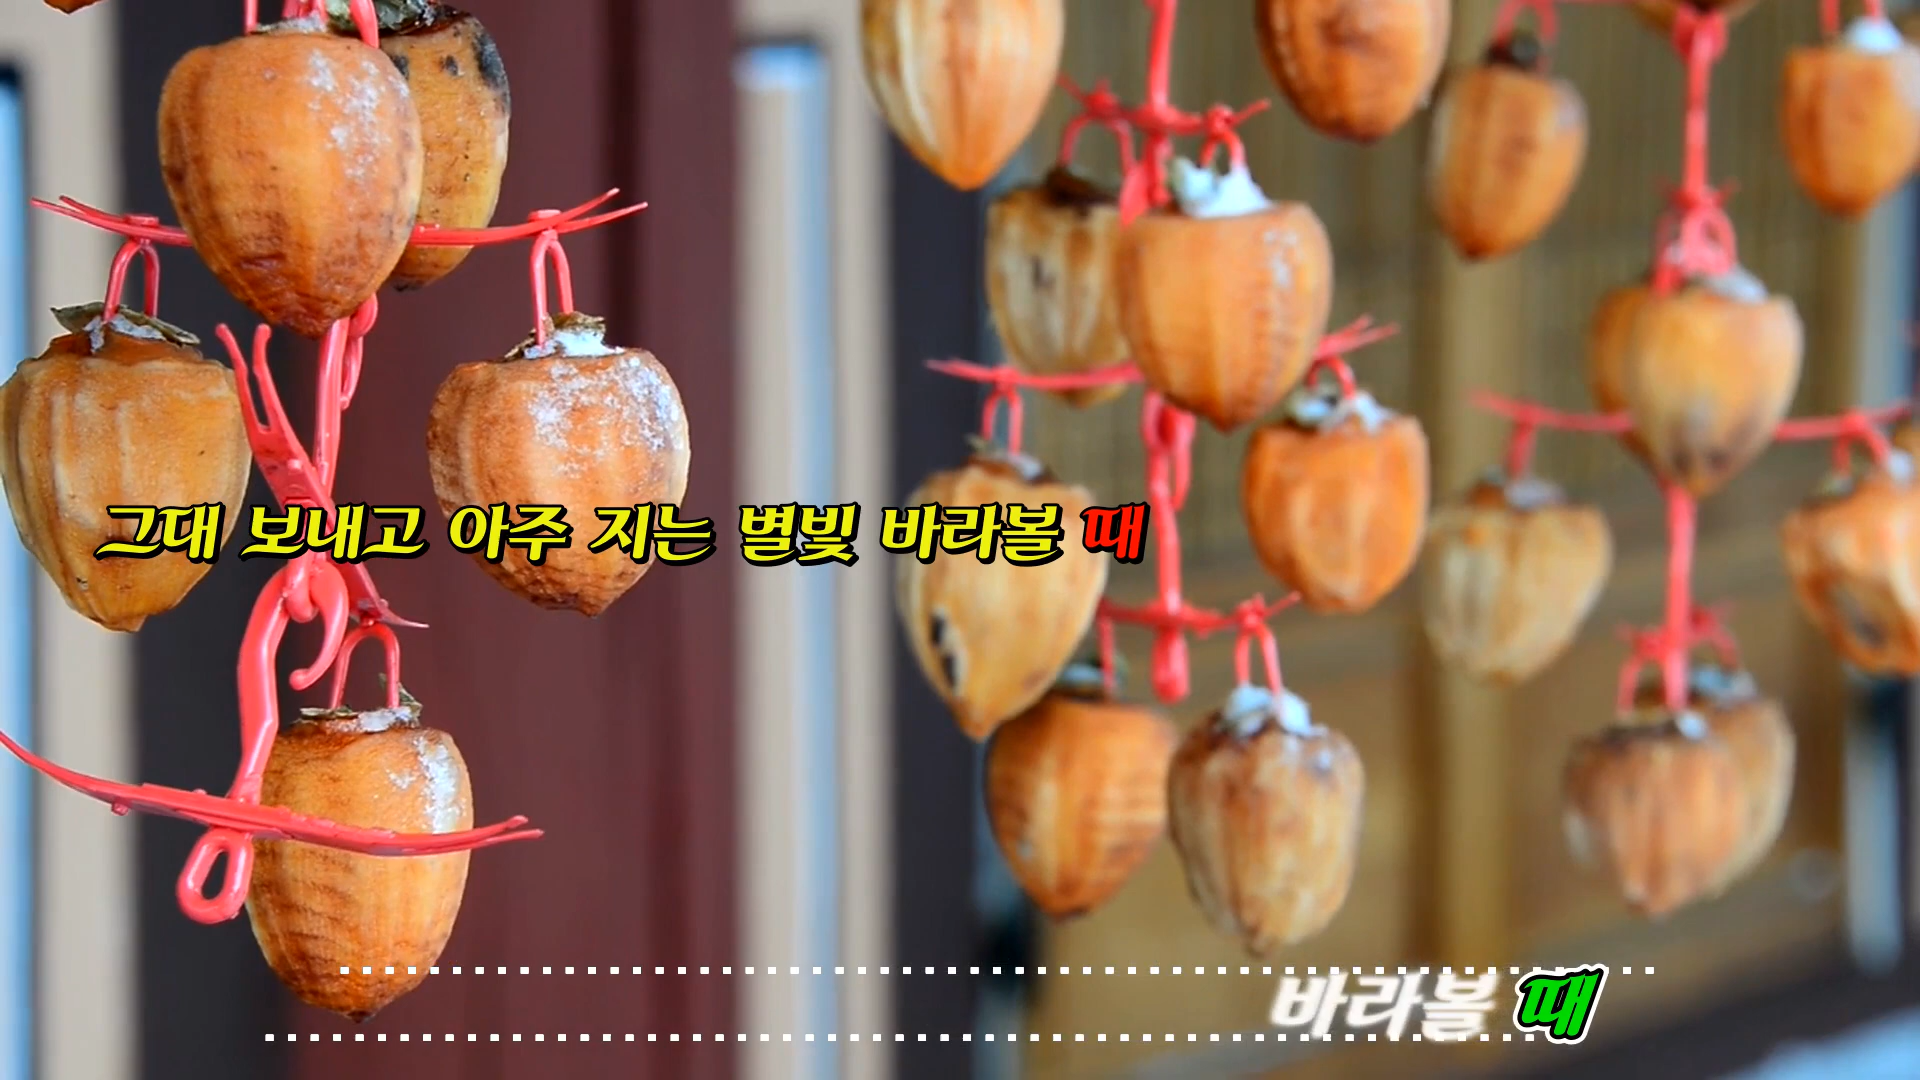 그대 보내고 아주 지는 별빛 바라볼 때
바라볼 때